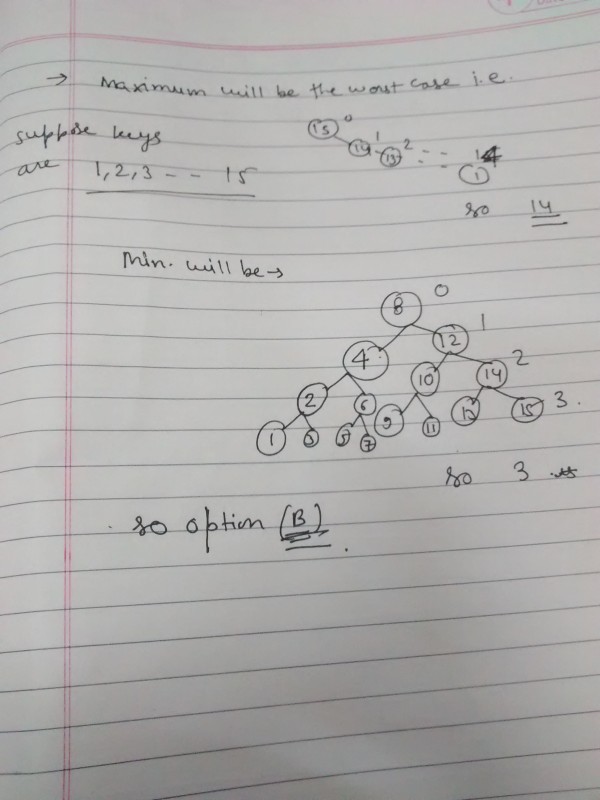 → Maximum will be the worst case i.e.
suppose keys
are 1, 2, 3 - - 15
15 0
14 1
13 2
- - -
1 14
so 14
Min. will be →
8 0
4 12 1
2 6 10 14 2
1 3 5 7 9 11 13 15 3.
so 3
so option (B).